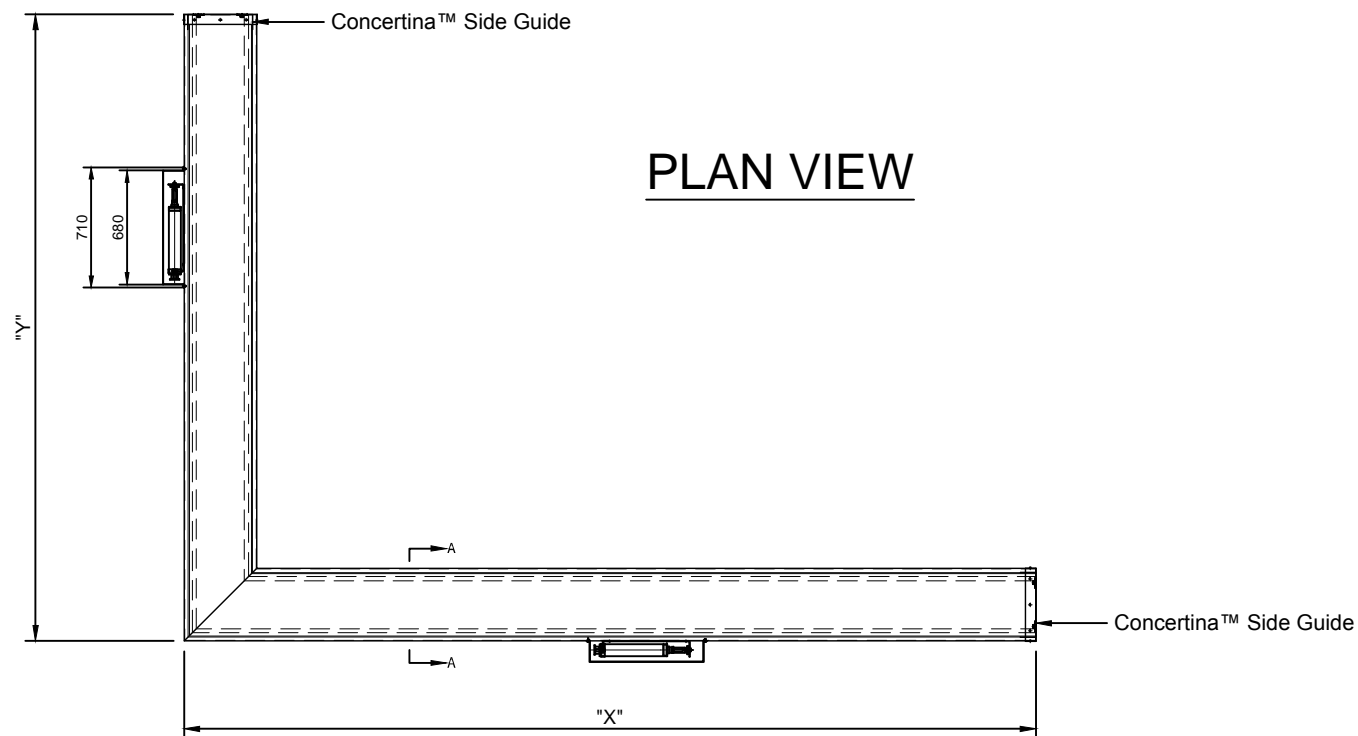 Concertina™ Side Guide
PLAN VIEW
710
680
"Y"
A
Concertina™ Side Guide
A
"X"